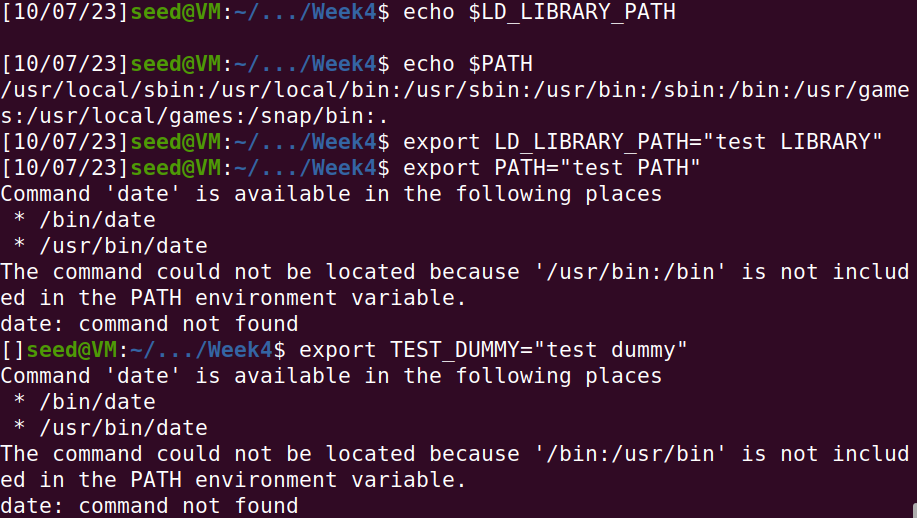 [10/07/23]seed@VM:~/.../Week4$ echo $LD_LIBRARY_PATH
[10/07/23]seed@VM:~/.../Week4$ echo $PATH
/usr/local/sbin:/usr/local/bin:/usr/sbin:/usr/bin:/sbin:/bin:/usr/game
s:/usr/local/games:/snap/bin:.
[10/07/23]seed@VM:~/.../Week4$ export LD_LIBRARY_PATH="test LIBRARY"
[10/07/23]seed@VM:~/.../Week4$ export PATH="test PATH"
Command 'date' is available in the following places
 * /bin/date
 * /usr/bin/date
The command could not be located because '/usr/bin:/bin' is not includ
ed in the PATH environment variable.
date: command not found
[]seed@VM:~/.../Week4$ export TEST_DUMMY="test dummy"
Command 'date' is available in the following places
 * /bin/date
 * /usr/bin/date
The command could not be located because '/bin:/usr/bin' is not includ
ed in the PATH environment variable.
date: command not found